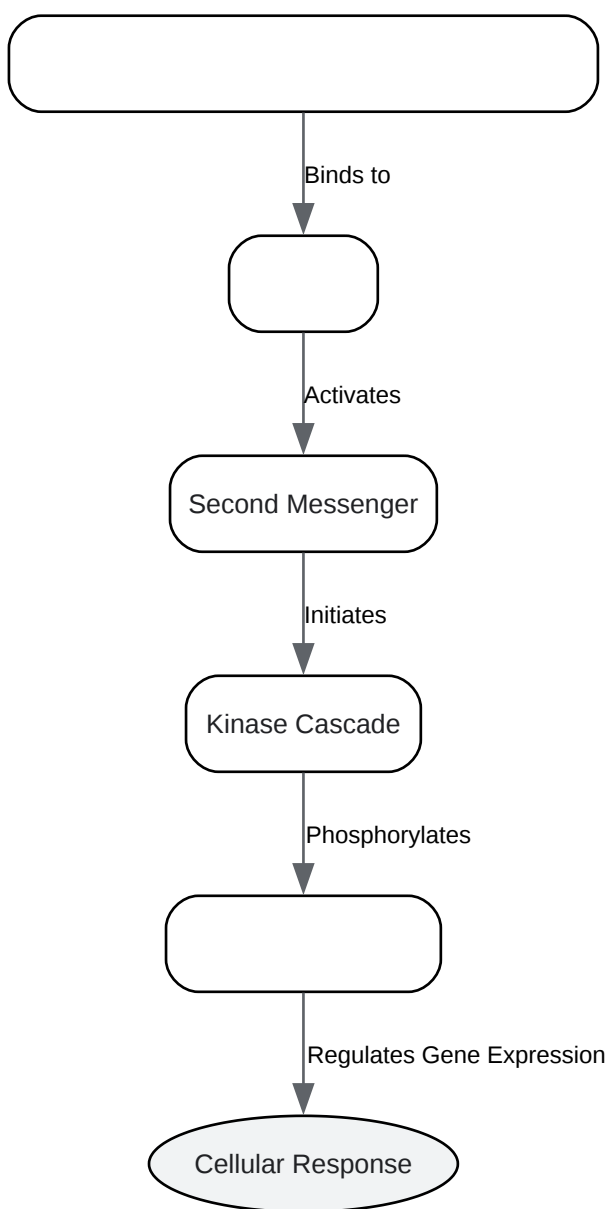 Binds to
Activates
Second Messenger
Initiates
Kinase Cascade
Phosphorylates
Regulates Gene Expression
Cellular Response